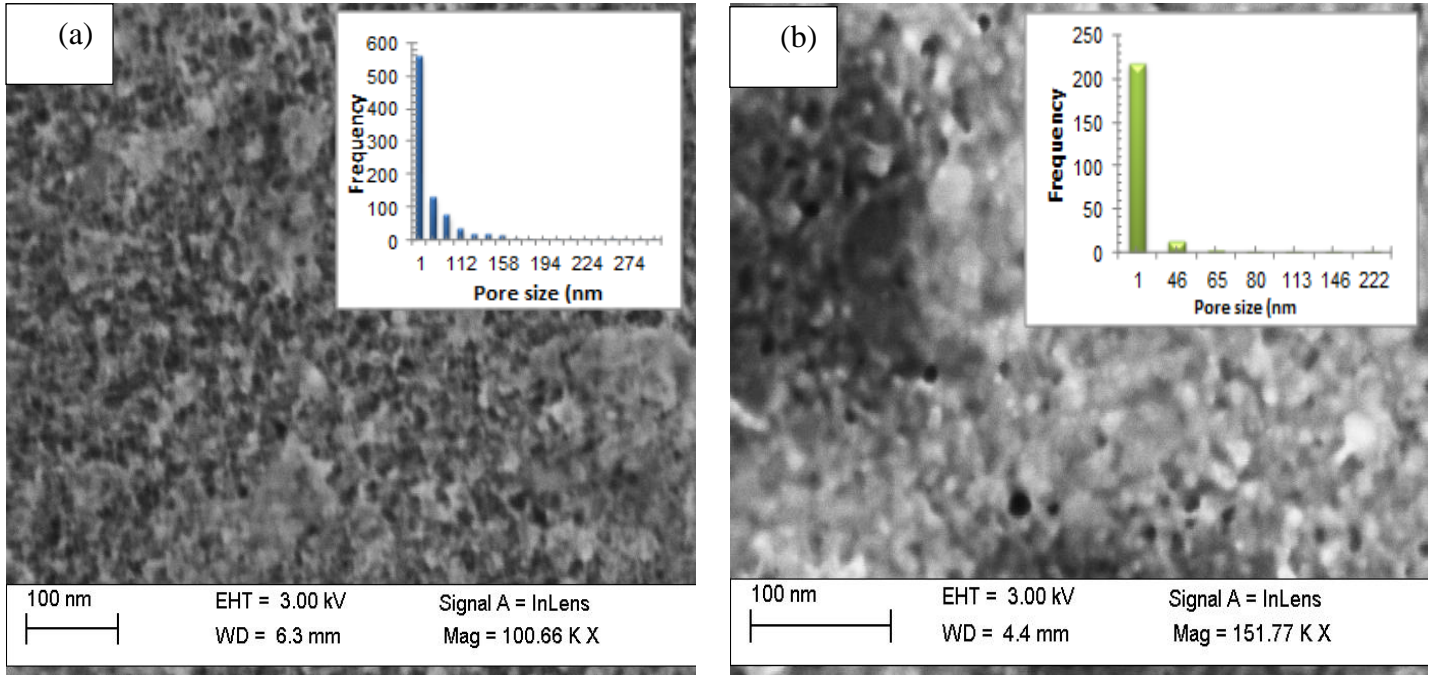 (a)
600
500
400
300
200
100
0
Frequency
1 112 158 194 224 274
Pore size (nm
100 nm
EHT = 3.00 kV
Signal A = InLens
WD = 6.3 mm
Mag = 100.66 K X
(b)
250
200
150
100
50
0
Frequency
1 46 65 80 113 146 222
Pore size (nm
100 nm
EHT = 3.00 kV
Signal A = InLens
WD = 4.4 mm
Mag = 151.77 K X